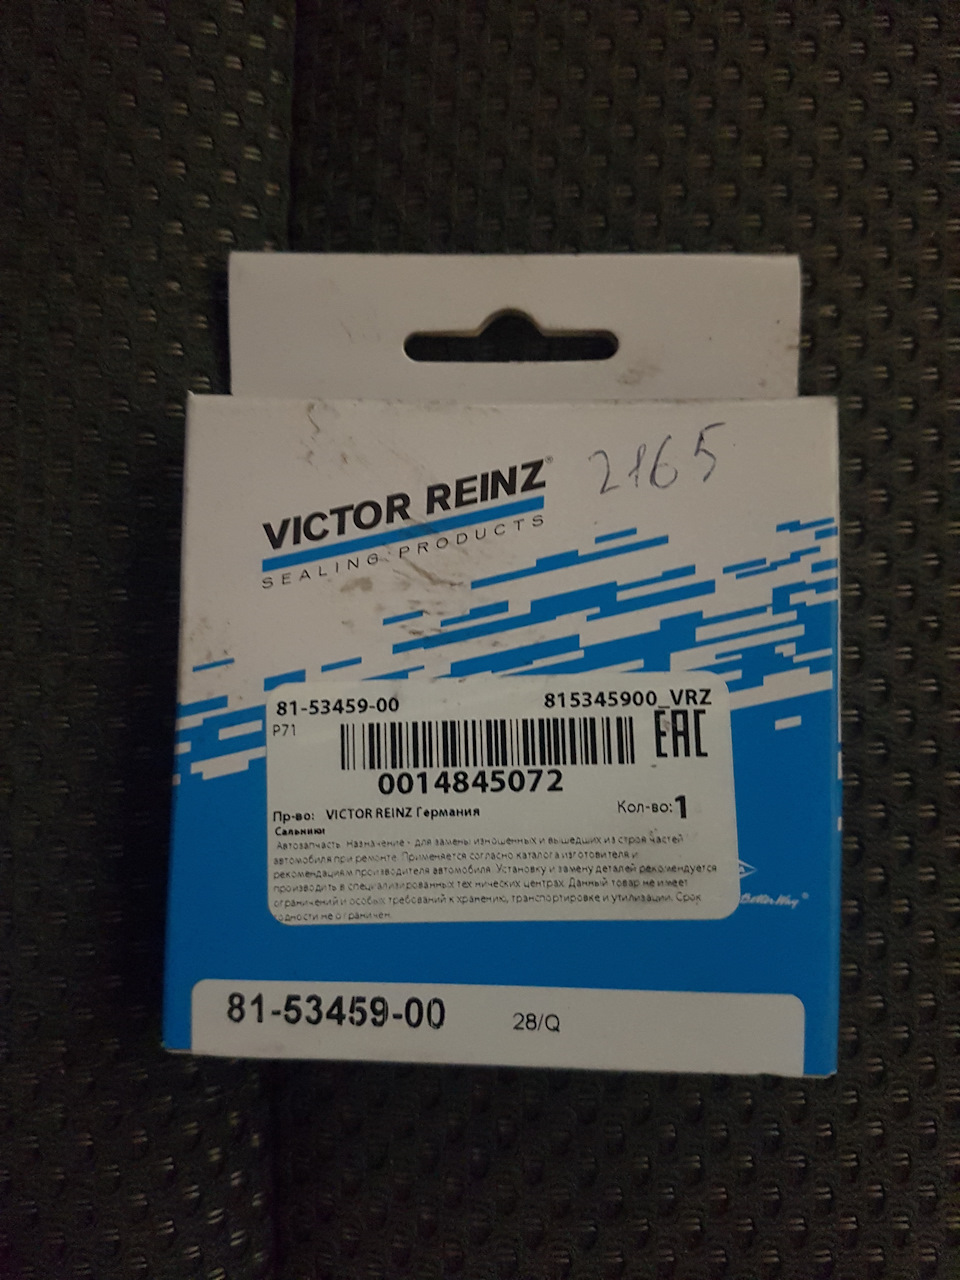 2165
VICTOR REINZ®
SEALING PRODUCTS
81-53459-00 815345900_VRZ
P71
EAC
0014845072
Пр-во: VICTOR REINZ Германия Кол-во: 1
Сальники
Автозапчасть. Назначение - для замены изношенных и вышедших из строя частей
автомобиля при ремонте. Применяется согласно каталога изготовителя и
рекомендациям производителя автомобиля. Установку и замену деталей рекомендуется
производить в специализированных технических центрах. Данный товар не имеет
ограничений и особых требований к хранению, транспортировке и утилизации. Срок
годности не ограничен.
Better Way®
81-53459-00 28/Q